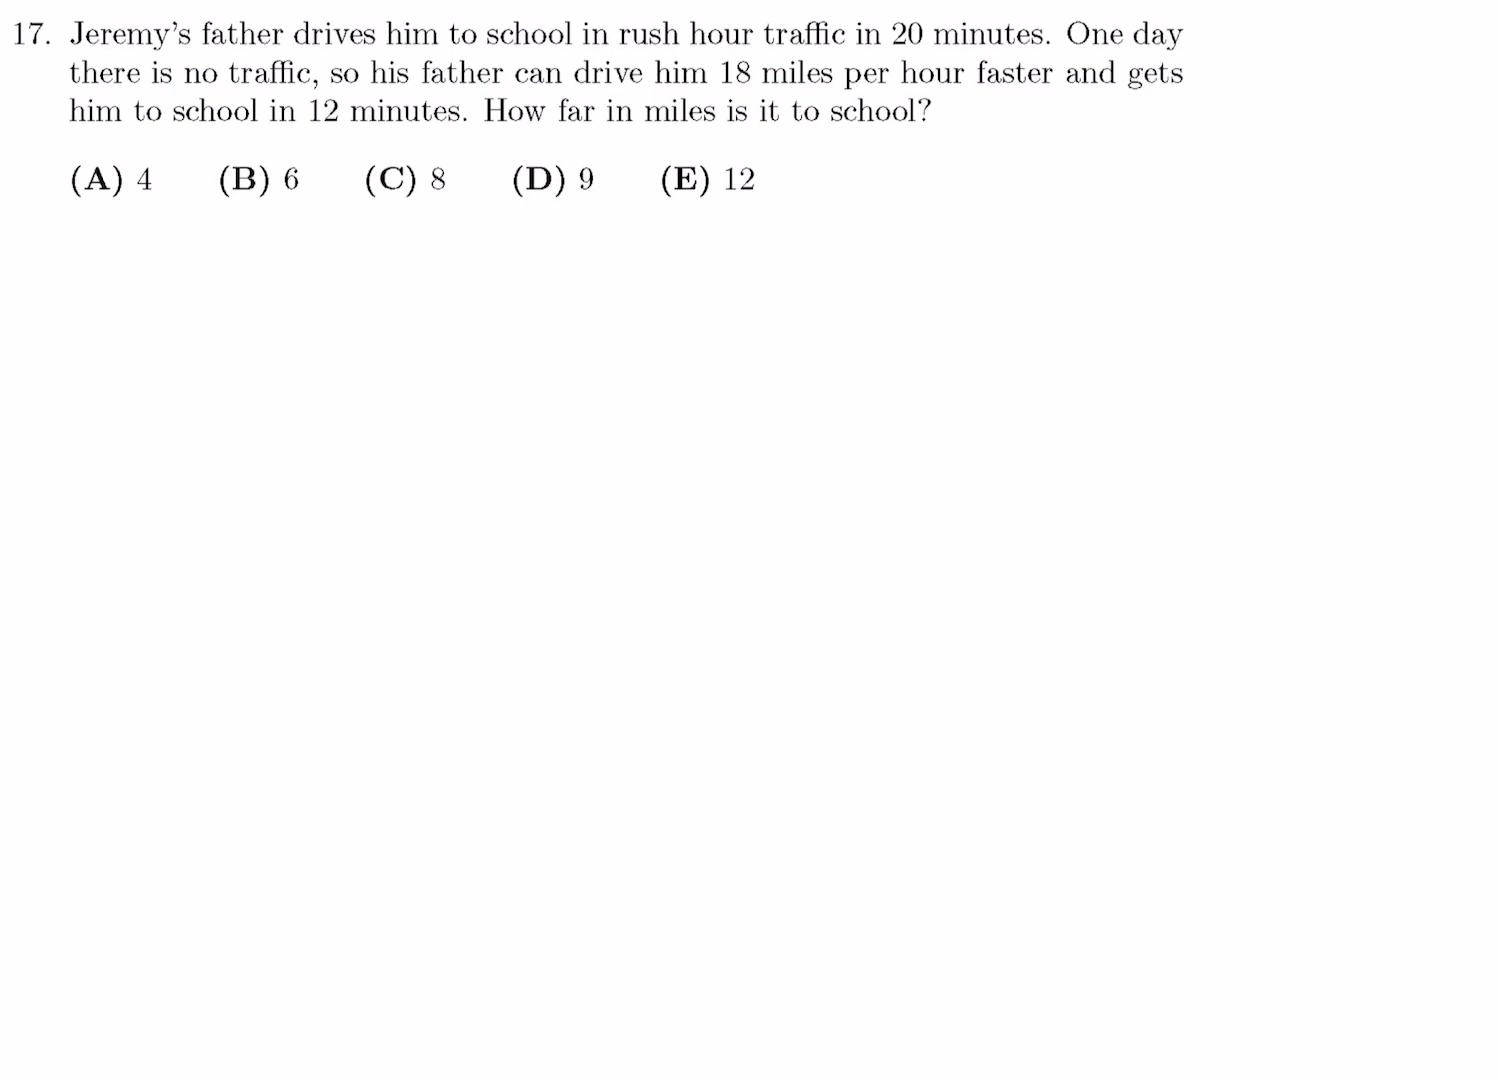 17. Jeremy's father drives him to school in rush hour traffic in 20 minutes. One day
there is no traffic, so his father can drive him 18 miles per hour faster and gets
him to school in 12 minutes. How far in miles is it to school?
(A) 4 (B) 6 (C) 8 (D) 9 (E) 12